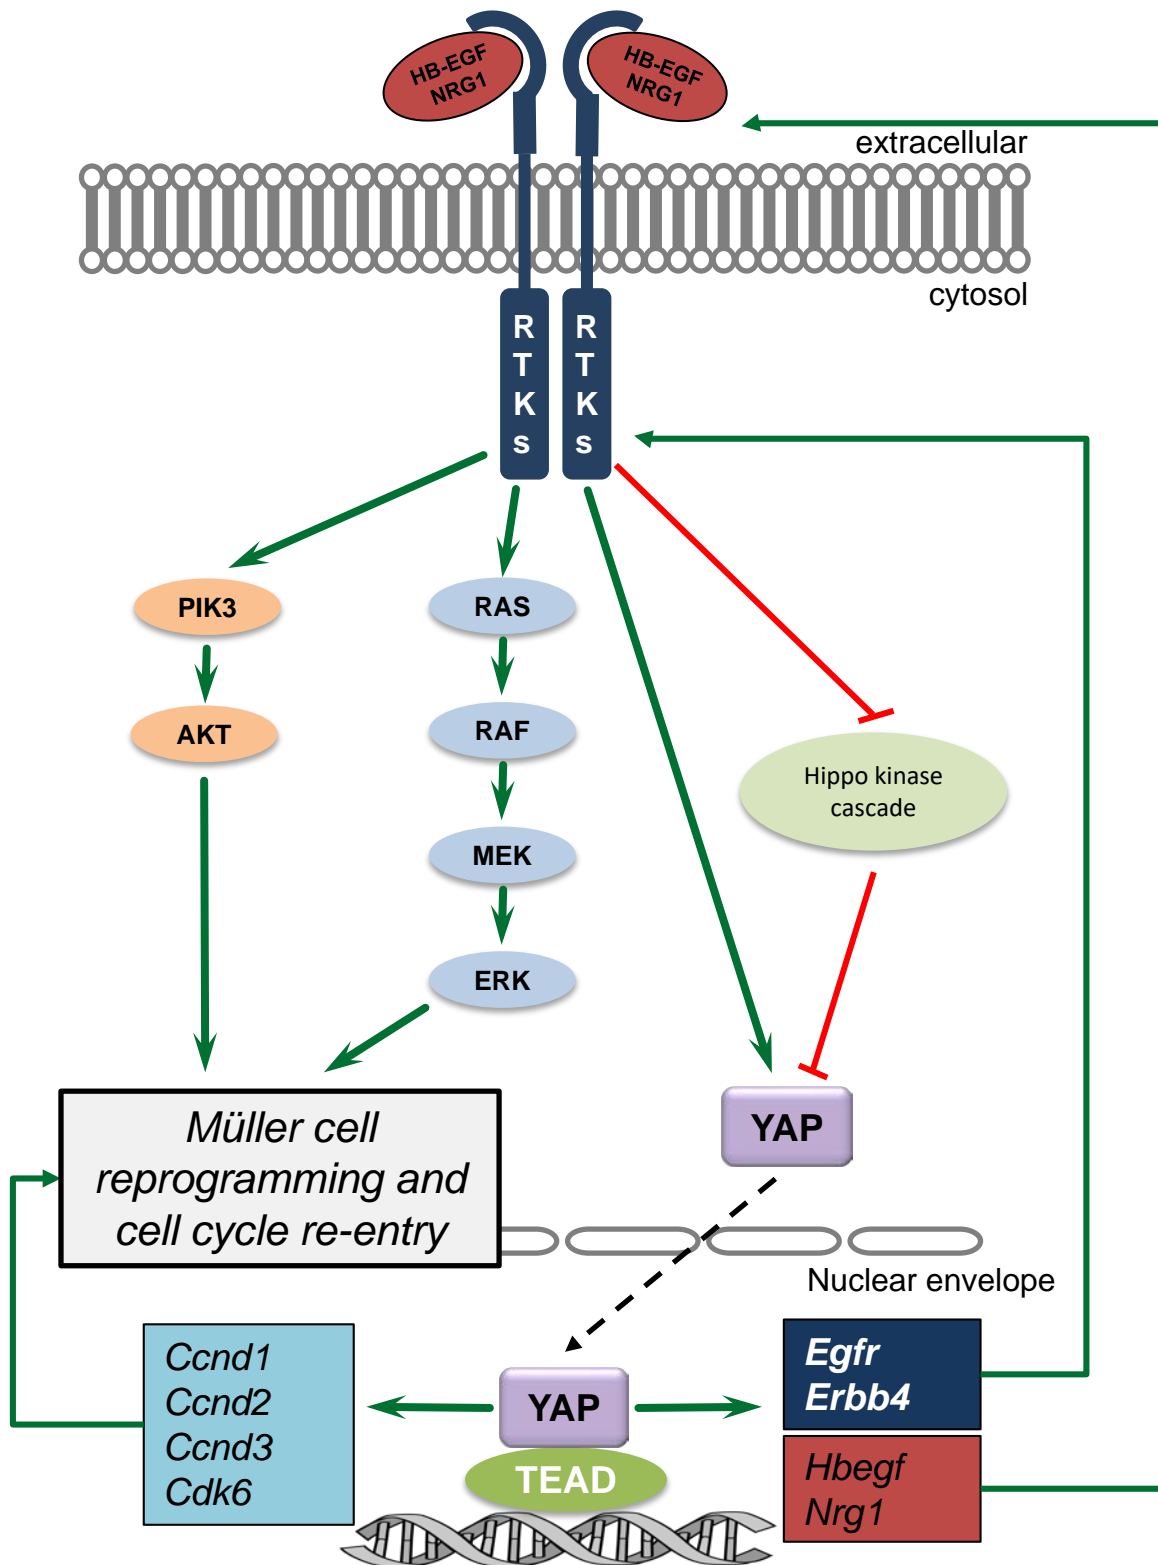 HB-EGF
NRG1
HB-EGF
NRG1
extracellular
cytosol
R
T
K
s
R
T
K
s
PIK3
RAS
AKT
RAF
Hippo kinase
cascade
MEK
ERK
Müller cell
reprogramming and
cell cycle re-entry
YAP
Nuclear envelope
Ccnd1
Ccnd2
Ccnd3
Cdk6
YAP
TEAD
Egfr
Erbb4
Hbegf
Nrg1